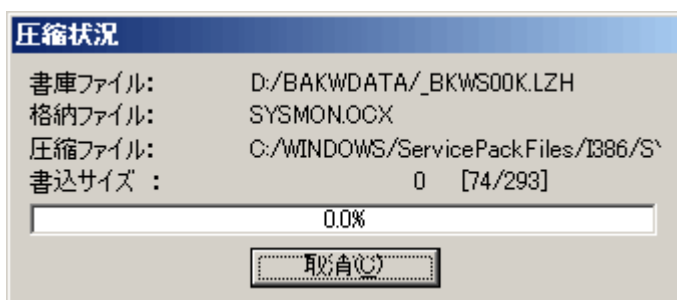 圧縮状況
書庫ファイル: D:/BAKWDATA/_BKWS00K.LZH
格納ファイル: SYSMON.OCX
圧縮ファイル: C:/WINDOWS/ServicePackFiles/I386/S
書込サイズ : 0 [74/293]
0.0%
取消(C)